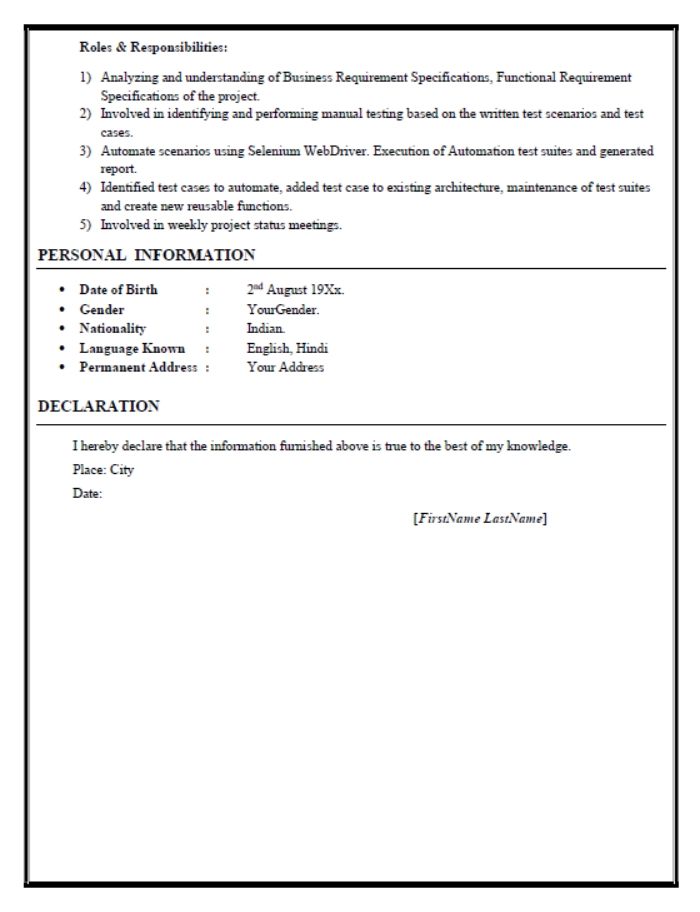 Roles & Responsibilities:
1) Analyzing and understanding of Business Requirement Specifications, Functional Requirement
Specifications of the project.
2) Involved in identifying and performing manual testing based on the written test scenarios and test
cases.
3) Automate scenarios using Selenium WebDriver. Execution of Automation test suites and generated
report.
4) Identified test cases to automate, added test case to existing architecture, maintenance of test suites
and create new reusable functions.
5) Involved in weekly project status meetings.
PERSONAL INFORMATION
• Date of Birth : 2nd August 19Xx.
• Gender : YourGender.
• Nationality : Indian.
• Language Known : English, Hindi
• Permanent Address : Your Address
DECLARATION
I hereby declare that the information furnished above is true to the best of my knowledge.
Place: City
Date:
[FirstName LastName]